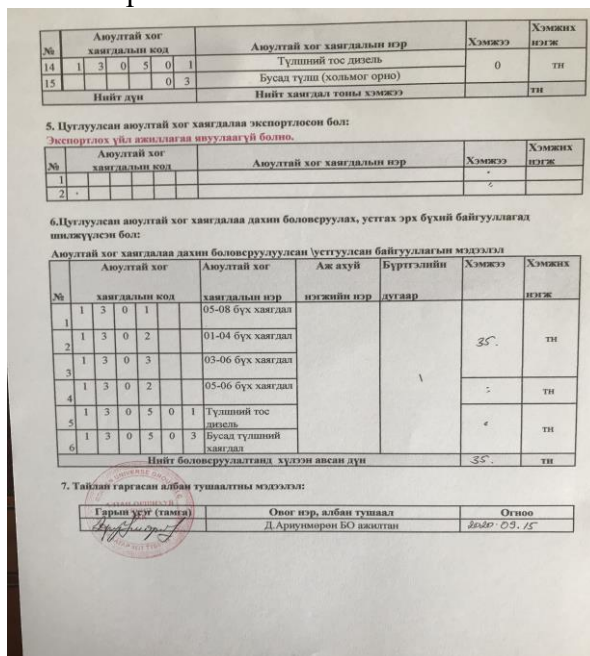 № Аюултай хог хаягдалын код Аюултай хог хаягдалын нэр Хэмжээ Хэмжих нэгж
14 1 3 0 5 0 1 Түлшний тос дизель 0 тн
15 0 3 Бусад түлш (хольмог орно)
Нийт дүн Нийт хаягдал тоны хэмжээ тн
5. Цуглуулсан аюултай хог хаягдалаа экспортлосон бол:
Экспортлох үйл ажиллагаа явуулаагүй болно.
№ Аюултай хог хаягдалын код Аюултай хог хаягдалын нэр Хэмжээ Хэмжих нэгж
1
2
6.Цуглуулсан аюултай хог хаягдалаа дахин боловсруулах, устгах эрх бүхий байгууллагад
шилжүүлсэн бол:
Аюултай хог хаягдалаа дахин боловсруулуулсан \устгуулсан байгууллагын мэдээлэл
№ Аюултай хог хаягдалын код Аюултай хог хаягдалын нэр Аж ахуй нэгжийн нэр Бүртгэлийн дугаар Хэмжээ Хэмжих нэгж
1 1 3 0 1 05-08 бүх хаягдал
2 1 3 0 2 01-04 бүх хаягдал 35. тн
3 1 3 0 3 03-06 бүх хаягдал
4 1 3 0 2 05-06 бүх хаягдал тн
5 1 3 0 5 0 1 Түлшний тос дизель тн
6 1 3 0 5 0 3 Бусад түлшний хаягдал
Нийт боловсруулалтанд хүлээн авсан дүн 35. тн
7. Тайлан гаргасан албан тушаалтны мэдээлэл:
Гарын үсэг (тамга) Овог нэр, албан тушаал Огноо
Д.Ариунмөрөн БО ажилтан 2020.09.15